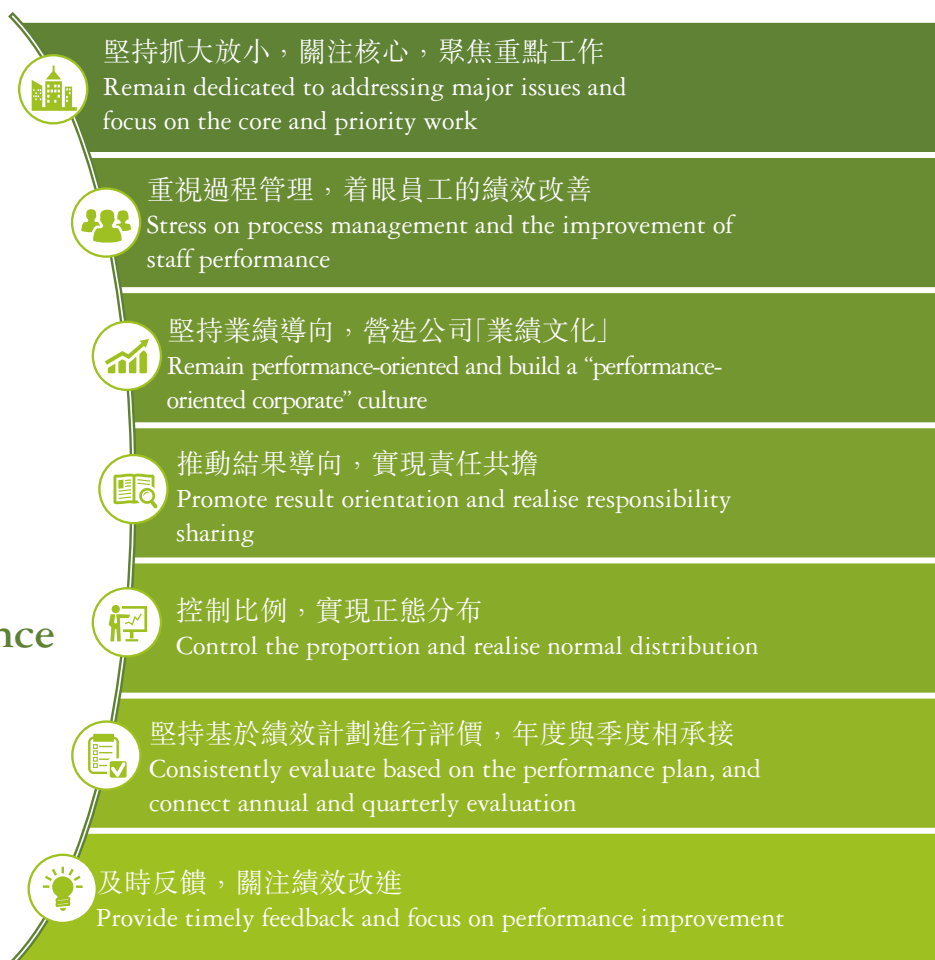 堅持抓大放小，關注核心，聚焦重點工作
Remain dedicated to addressing major issues and
focus on the core and priority work
重視過程管理，着眼員工的績效改善
Stress on process management and the improvement of
staff performance
堅持業績導向，營造公司「業績文化」
Remain performance-oriented and build a “performance-
oriented corporate” culture
推動結果導向，實現責任共擔
Promote result orientation and realise responsibility
sharing
nce
控制比例，實現正態分布
Control the proportion and realise normal distribution
堅持基於績效計劃進行評價，年度與季度相承接
Consistently evaluate based on the performance plan, and
connect annual and quarterly evaluation
及時反饋，關注績效改進
Provide timely feedback and focus on performance improvement